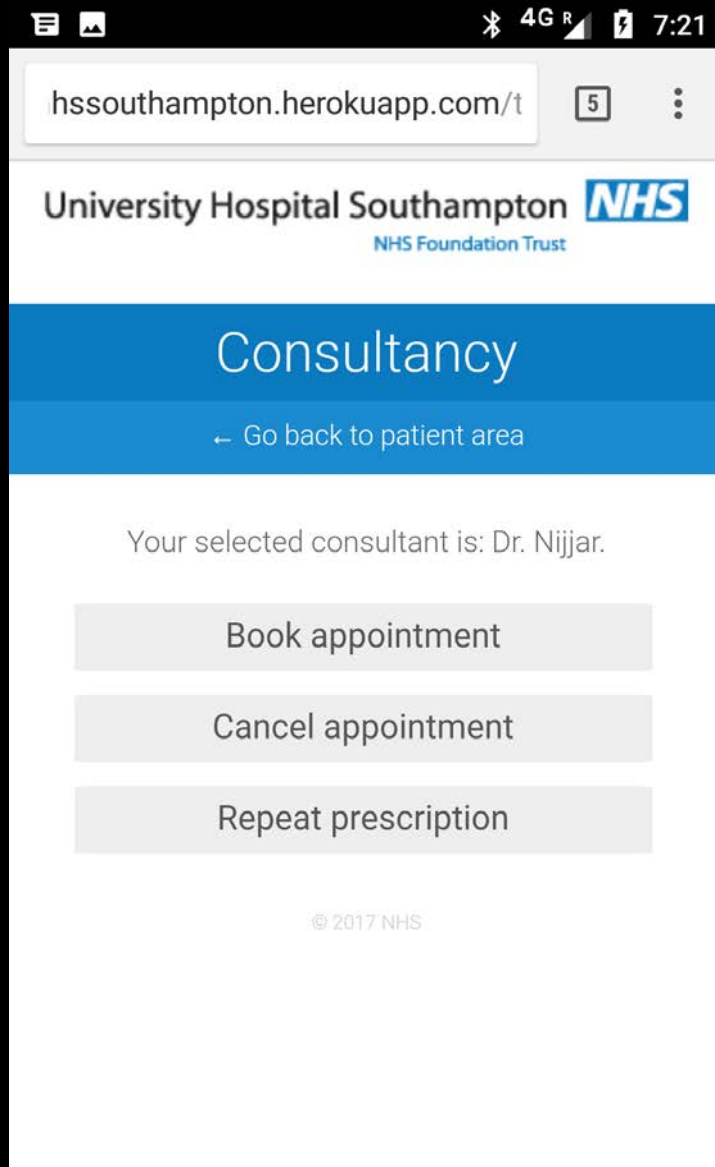 4G R 7:21
hssouthampton.herokuapp.com/t 5
University Hospital Southampton NHS
NHS Foundation Trust
Consultancy
← Go back to patient area
Your selected consultant is: Dr. Nijjar.
Book appointment
Cancel appointment
Repeat prescription
© 2017 NHS